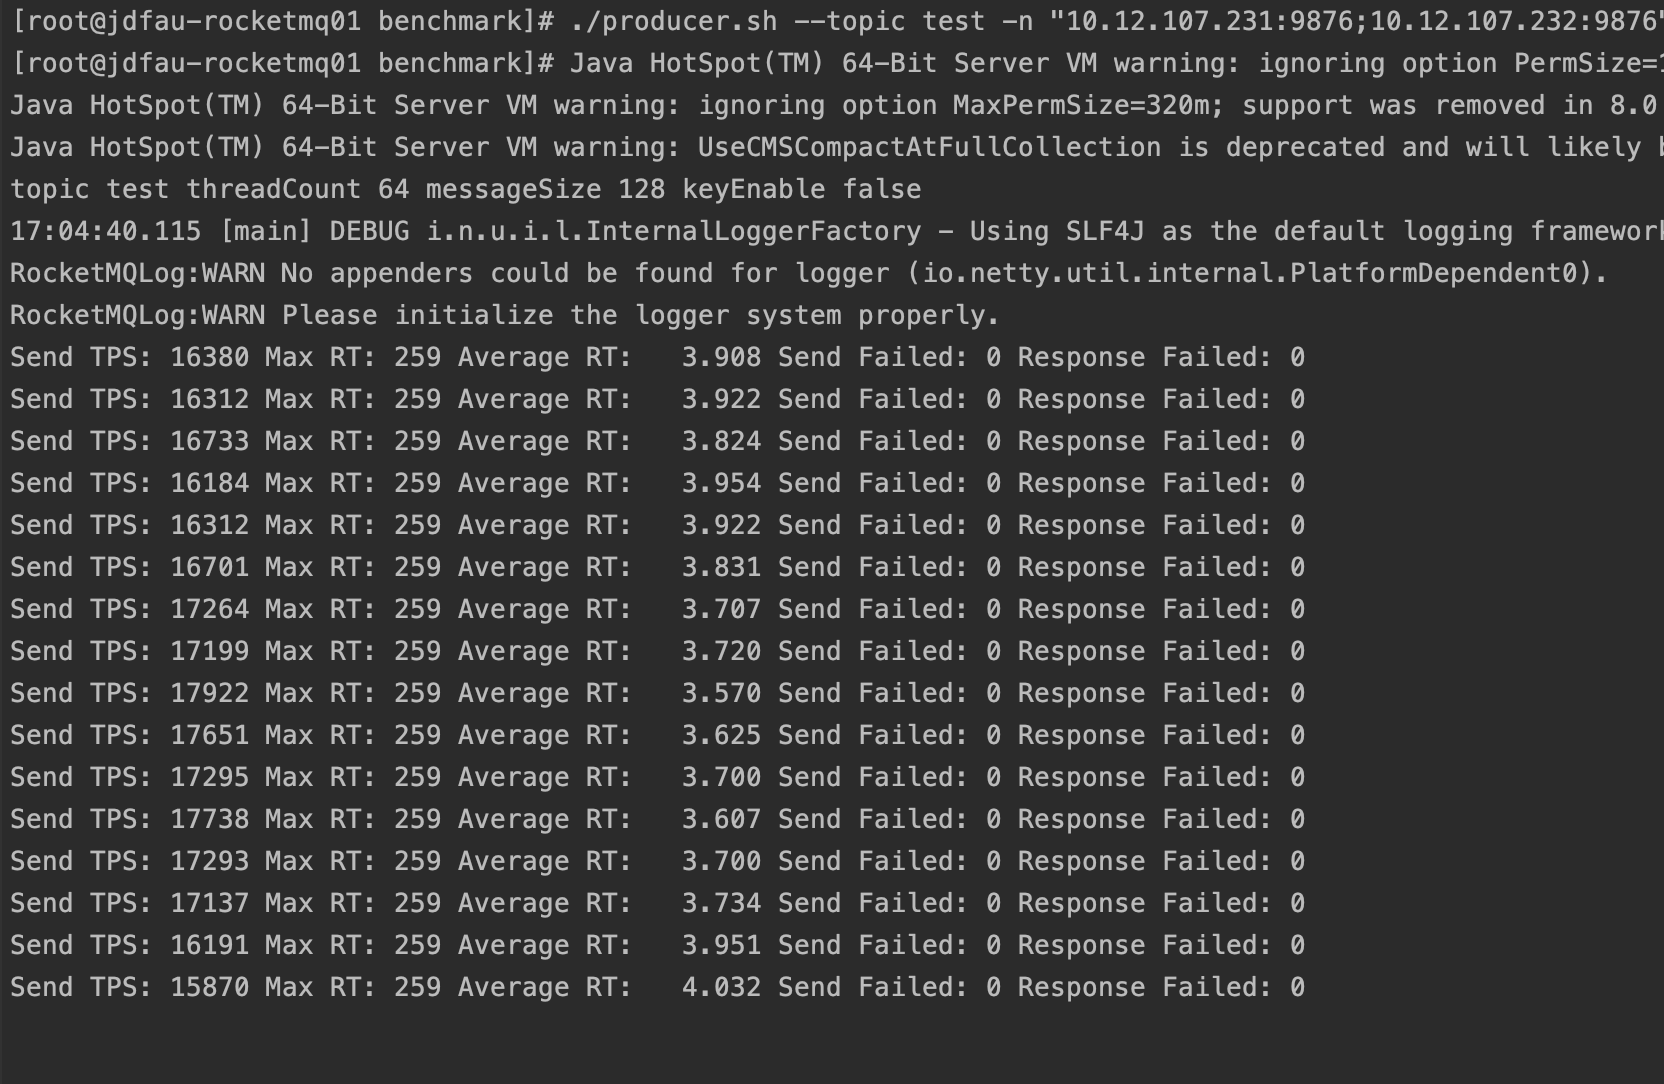 [root@jdfau-rocketmq01 benchmark]# ./producer.sh --topic test -n "10.12.107.231:9876;10.12.107.232:9876"
[root@jdfau-rocketmq01 benchmark]# Java HotSpot(TM) 64-Bit Server VM warning: ignoring option PermSize=1
Java HotSpot(TM) 64-Bit Server VM warning: ignoring option MaxPermSize=320m; support was removed in 8.0
Java HotSpot(TM) 64-Bit Server VM warning: UseCMSCompactAtFullCollection is deprecated and will likely
topic test threadCount 64 messageSize 128 keyEnable false
17:04:40.115 [main] DEBUG i.n.u.i.l.InternalLoggerFactory - Using SLF4J as the default logging framework
RocketMQLog:WARN No appenders could be found for logger (io.netty.util.internal.PlatformDependent0).
RocketMQLog:WARN Please initialize the logger system properly.
Send TPS: 16380 Max RT: 259 Average RT:   3.908 Send Failed: 0 Response Failed: 0
Send TPS: 16312 Max RT: 259 Average RT:   3.922 Send Failed: 0 Response Failed: 0
Send TPS: 16733 Max RT: 259 Average RT:   3.824 Send Failed: 0 Response Failed: 0
Send TPS: 16184 Max RT: 259 Average RT:   3.954 Send Failed: 0 Response Failed: 0
Send TPS: 16312 Max RT: 259 Average RT:   3.922 Send Failed: 0 Response Failed: 0
Send TPS: 16701 Max RT: 259 Average RT:   3.831 Send Failed: 0 Response Failed: 0
Send TPS: 17264 Max RT: 259 Average RT:   3.707 Send Failed: 0 Response Failed: 0
Send TPS: 17199 Max RT: 259 Average RT:   3.720 Send Failed: 0 Response Failed: 0
Send TPS: 17922 Max RT: 259 Average RT:   3.570 Send Failed: 0 Response Failed: 0
Send TPS: 17651 Max RT: 259 Average RT:   3.625 Send Failed: 0 Response Failed: 0
Send TPS: 17295 Max RT: 259 Average RT:   3.700 Send Failed: 0 Response Failed: 0
Send TPS: 17738 Max RT: 259 Average RT:   3.607 Send Failed: 0 Response Failed: 0
Send TPS: 17293 Max RT: 259 Average RT:   3.700 Send Failed: 0 Response Failed: 0
Send TPS: 17137 Max RT: 259 Average RT:   3.734 Send Failed: 0 Response Failed: 0
Send TPS: 16191 Max RT: 259 Average RT:   3.951 Send Failed: 0 Response Failed: 0
Send TPS: 15870 Max RT: 259 Average RT:   4.032 Send Failed: 0 Response Failed: 0